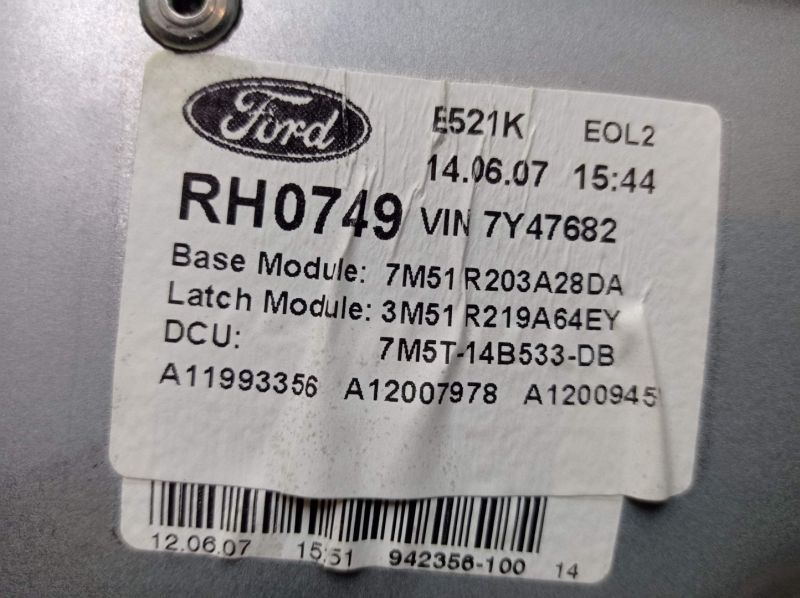 Ford
E521K EOL2
14.06.07 15:44
RH0749 VIN 7Y47682
Base Module: 7M51 R203A28DA
Latch Module: 3M51 R219A64EY
DCU: 7M5T-14B533-DB
A11993356 A12007978 A1200945
12.06.07 15:51 942356-100 14